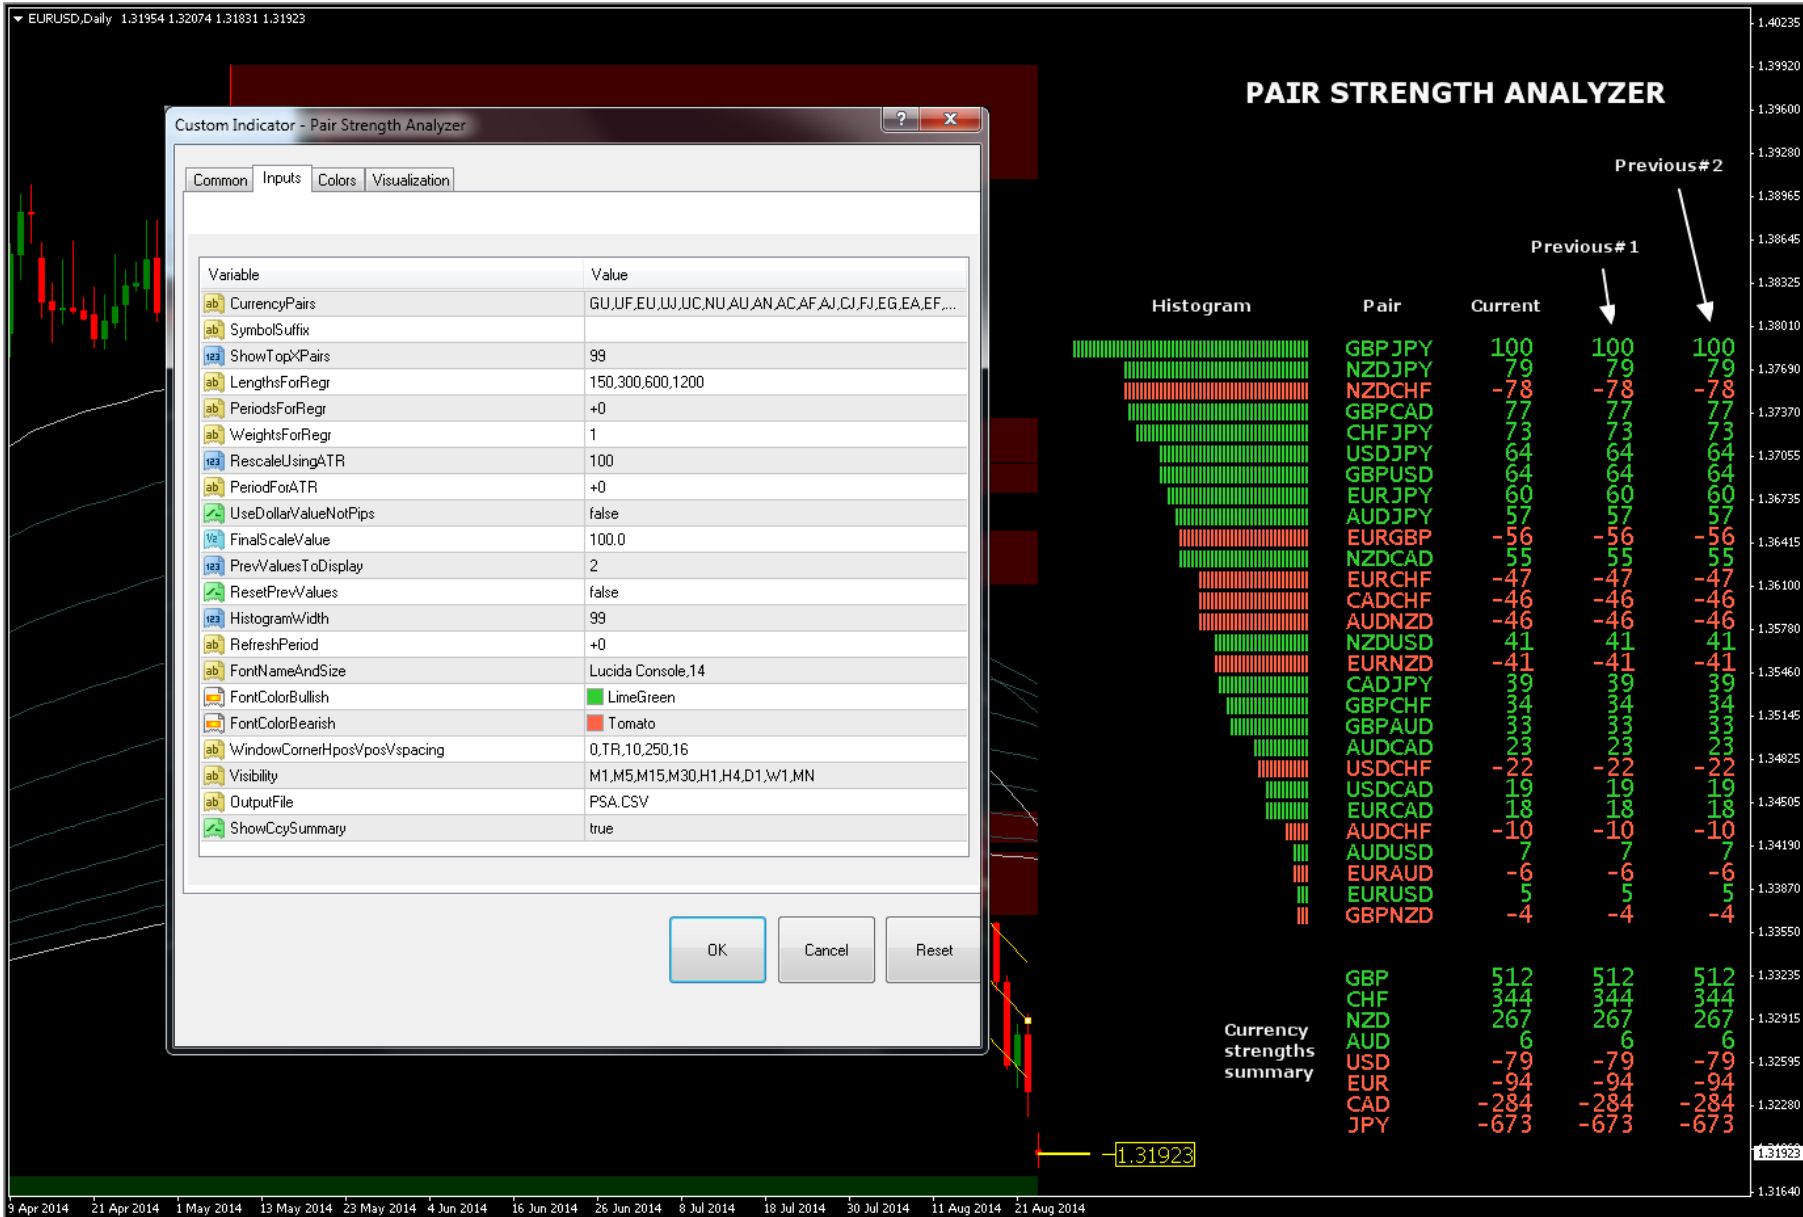 EURUSD,Daily 1.31954 1.32074 1.31831 1.31923
PAIR STRENGTH ANALYZER
Custom Indicator - Pair Strength Analyzer
?
X
Common Inputs Colors Visualization
Variable Value
CurrencyPairs GU,UF,EU,UJ,UC,NU,AU,AN,AC,AF,AJ,CJ,FJ,EG,EA,EF,...
SymbolSuffix
ShowTopXPairs 99
LengthsForRegr 150,300,600,1200
PeriodsForRegr +0
WeightsForRegr 1
RescaleUsingATR 100
PeriodForATR +0
UseDollarValueNotPips false
FinalScaleValue 100.0
PrevValuesToDisplay 2
ResetPrevValues false
HistogramWidth 99
RefreshPeriod +0
FontNameAndSize Lucida Console,14
FontColorBullish LimeGreen
FontColorBearish Tomato
WindowCornerHposVposVspacing 0,TR,10,250,16
Visibility M1,M5,M15,M30,H1,H4,D1,W1,MN
OutputFile PSA.CSV
ShowCcySummary true
OK Cancel Reset
Previous#2
Previous#1
Histogram Pair Current
GBPJPY 100 100 100
NZDJPY 79 79 79
NZDCHF -78 -78 -78
GBPCAD 77 77 77
CHFJPY 73 73 73
USDJPY 64 64 64
GBPUSD 64 64 64
EURJPY 60 60 60
AUDJPY 57 57 57
EURGBP -56 -56 -56
NZDCAD 55 55 55
EURCHF -47 -47 -47
CADCHF -46 -46 -46
AUDNZD -46 -46 -46
NZDUSD 41 41 41
EURNZD -41 -41 -41
CADJPY 39 39 39
GBPCHF 34 34 34
GBPAUD 33 33 33
AUDCAD 23 23 23
USDCHF -22 -22 -22
USDCAD 19 19 19
EURCAD 18 18 18
AUDCHF -10 -10 -10
AUDUSD 7 7 7
EURAUD -6 -6 -6
EURUSD 5 5 5
GBPNZD -4 -4 -4
Currency
strengths
summary
GBP 512 512 512
CHF 344 344 344
NZD 267 267 267
AUD 6 6 6
USD -79 -79 -79
EUR -94 -94 -94
CAD -284 -284 -284
JPY -673 -673 -673
1.31923
1.40235
1.39920
1.39600
1.39280
1.38965
1.38645
1.38325
1.38010
1.37690
1.37370
1.37055
1.36735
1.36415
1.36100
1.35780
1.35460
1.35145
1.34825
1.34505
1.34190
1.33870
1.33550
1.33235
1.32915
1.32595
1.32280
1.31923
1.31640
9 Apr 2014 21 Apr 2014 1 May 2014 13 May 2014 23 May 2014 4 Jun 2014 16 Jun 2014 26 Jun 2014 8 Jul 2014 18 Jul 2014 30 Jul 2014 11 Aug 2014 21 Aug 2014